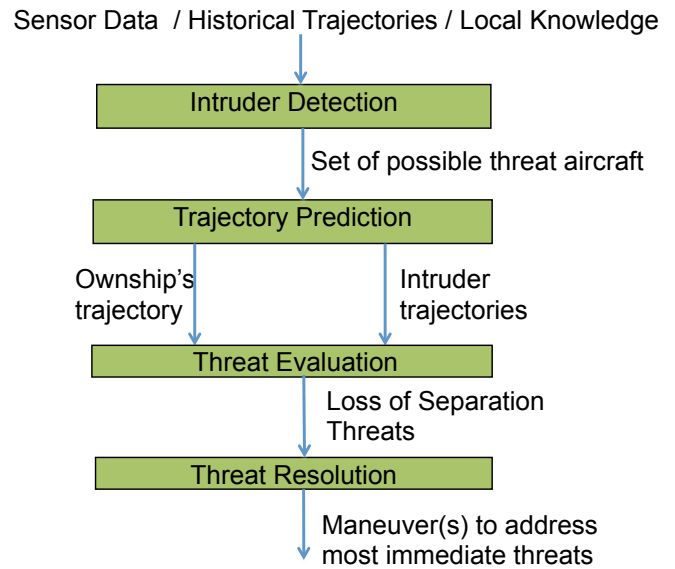 Sensor Data / Historical Trajectories / Local Knowledge
Intruder Detection
Set of possible threat aircraft
Trajectory Prediction
Ownship's
trajectory
Intruder
trajectories
Threat Evaluation
Loss of Separation
Threats
Threat Resolution
Maneuver(s) to address
most immediate threats